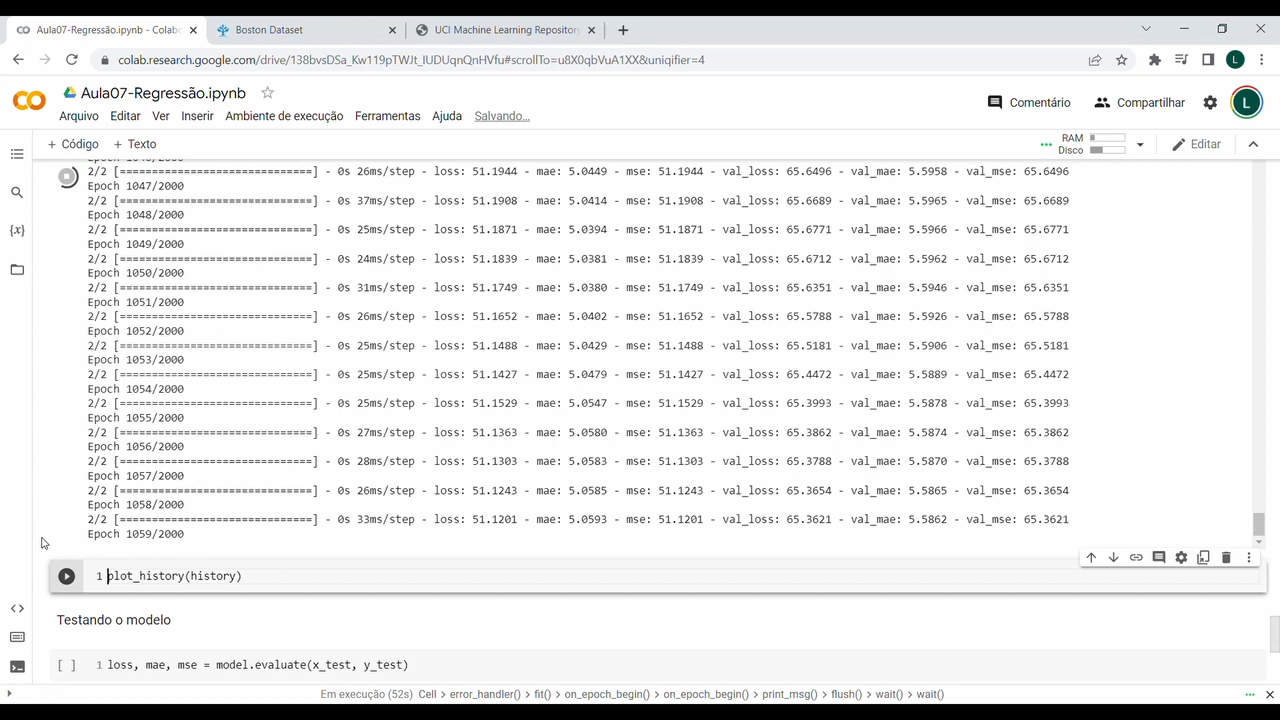 Aula07-Regressão.ipynb - Colab
Boston Dataset
UCI Machine Learning Repository
colab.research.google.com/drive/138bvsDSa_Kw119pTWJt_IUDUqnQriHVfu#scrollTo=u8X0qbVuA1XX&uniqifier=4
L
Aula07-Regressão.ipynb
Comentário
Compartilhar
L
Arquivo Editar Ver Inserir Ambiente de execução Ferramentas Ajuda Salvando...
+ Código + Texto
RAM
Disco
Editar
2/2 [==============================] - 0s 26ms/step - loss: 51.1944 - mae: 5.0449 - mse: 51.1944 - val_loss: 65.6496 - val_mae: 5.5958 - val_mse: 65.6496
Epoch 1047/2000
2/2 [==============================] - 0s 37ms/step - loss: 51.1908 - mae: 5.0414 - mse: 51.1908 - val_loss: 65.6689 - val_mae: 5.5965 - val_mse: 65.6689
Epoch 1048/2000
2/2 [==============================] - 0s 25ms/step - loss: 51.1871 - mae: 5.0394 - mse: 51.1871 - val_loss: 65.6771 - val_mae: 5.5966 - val_mse: 65.6771
Epoch 1049/2000
2/2 [==============================] - 0s 24ms/step - loss: 51.1839 - mae: 5.0381 - mse: 51.1839 - val_loss: 65.6712 - val_mae: 5.5962 - val_mse: 65.6712
Epoch 1050/2000
2/2 [==============================] - 0s 31ms/step - loss: 51.1749 - mae: 5.0380 - mse: 51.1749 - val_loss: 65.6351 - val_mae: 5.5946 - val_mse: 65.6351
Epoch 1051/2000
2/2 [==============================] - 0s 26ms/step - loss: 51.1652 - mae: 5.0402 - mse: 51.1652 - val_loss: 65.5788 - val_mae: 5.5926 - val_mse: 65.5788
Epoch 1052/2000
2/2 [==============================] - 0s 25ms/step - loss: 51.1488 - mae: 5.0429 - mse: 51.1488 - val_loss: 65.5181 - val_mae: 5.5906 - val_mse: 65.5181
Epoch 1053/2000
2/2 [==============================] - 0s 25ms/step - loss: 51.1427 - mae: 5.0479 - mse: 51.1427 - val_loss: 65.4472 - val_mae: 5.5889 - val_mse: 65.4472
Epoch 1054/2000
2/2 [==============================] - 0s 25ms/step - loss: 51.1529 - mae: 5.0547 - mse: 51.1529 - val_loss: 65.3993 - val_mae: 5.5878 - val_mse: 65.3993
Epoch 1055/2000
2/2 [==============================] - 0s 27ms/step - loss: 51.1363 - mae: 5.0580 - mse: 51.1363 - val_loss: 65.3862 - val_mae: 5.5874 - val_mse: 65.3862
Epoch 1056/2000
2/2 [==============================] - 0s 28ms/step - loss: 51.1303 - mae: 5.0583 - mse: 51.1303 - val_loss: 65.3788 - val_mae: 5.5870 - val_mse: 65.3788
Epoch 1057/2000
2/2 [==============================] - 0s 26ms/step - loss: 51.1243 - mae: 5.0585 - mse: 51.1243 - val_loss: 65.3654 - val_mae: 5.5865 - val_mse: 65.3654
Epoch 1058/2000
2/2 [==============================] - 0s 33ms/step - loss: 51.1201 - mae: 5.0593 - mse: 51.1201 - val_loss: 65.3621 - val_mae: 5.5862 - val_mse: 65.3621
Epoch 1059/2000
1 plot_history(history)
Testando o modelo
[ ] 1 loss, mae, mse = model.evaluate(x_test, y_test)
Em execução (52s) Cell > error_handler() > fit() > on_epoch_begin() > on_epoch_begin() > print_msg() > flush() > wait() > wait()